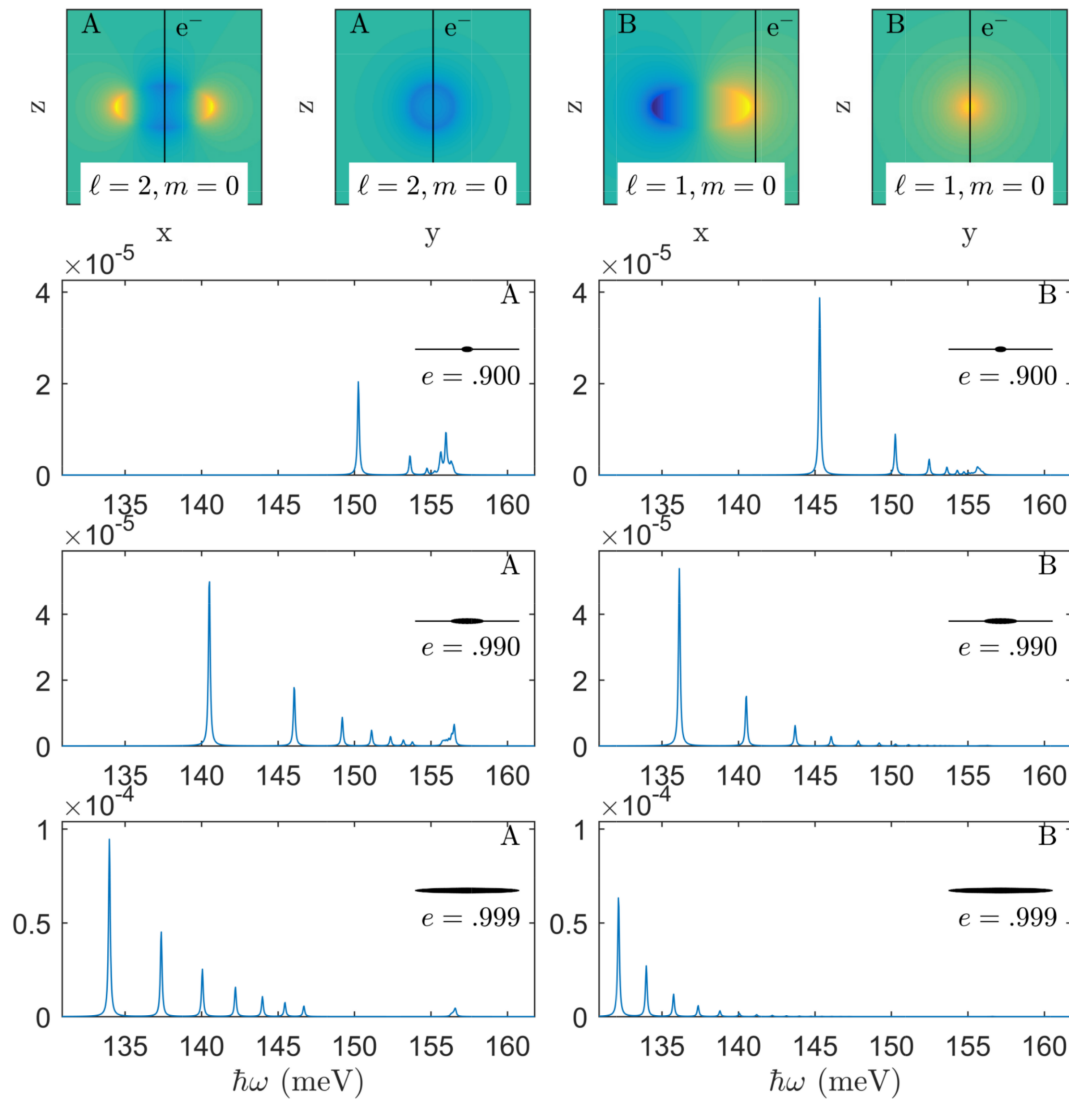 A e⁻ A e⁻ B e⁻ B e⁻
z z z z
ℓ = 2, m = 0 ℓ = 2, m = 0 ℓ = 1, m = 0 ℓ = 1, m = 0
x y x y
×10⁻⁵ ×10⁻⁵
4 A 4 B
e = .900 e = .900
2 2
0 0
135 140 145 150 155 160 135 140 145 150 155 160
×10⁻⁵ ×10⁻⁵
A B
4 4
e = .990 e = .990
2 2
0 0
135 140 145 150 155 160 135 140 145 150 155 160
×10⁻⁴ ×10⁻⁴
1 A 1 B
e = .999 e = .999
0.5 0.5
0 0
135 140 145 150 155 160 135 140 145 150 155 160
ħω (meV) ħω (meV)